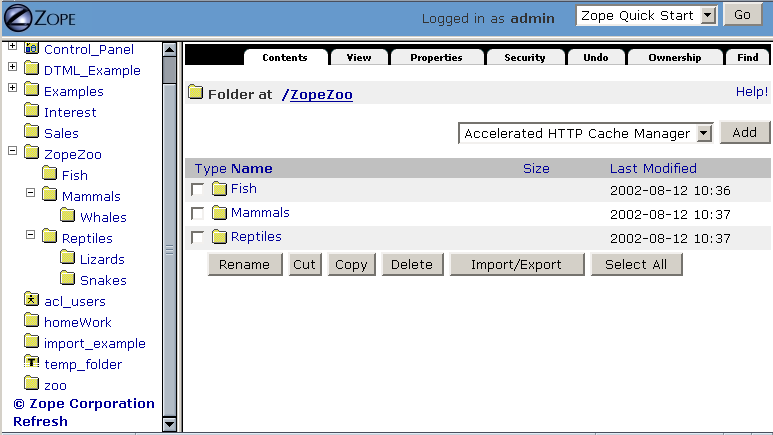 ZOPE
Logged in as admin
Zope Quick Start
Go
Control_Panel
DTML_Example
Examples
Interest
Sales
ZopeZoo
Fish
Mammals
Whales
Reptiles
Lizards
Snakes
acl_users
homeWork
import_example
T temp_folder
zoo
© Zope Corporation
Refresh
Contents View Properties Security Undo Ownership Find
Folder at /ZopeZoo Help!
Accelerated HTTP Cache Manager Add
Type Name Size Last Modified
Fish 2002-08-12 10:36
Mammals 2002-08-12 10:37
Reptiles 2002-08-12 10:37
Rename Cut Copy Delete Import/Export Select All